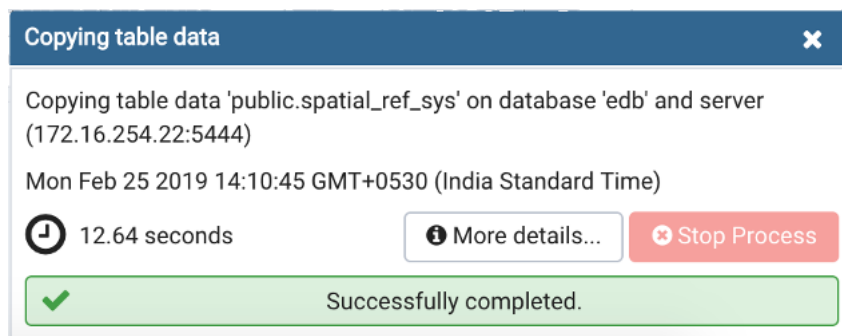 Copying table data
Copying table data 'public.spatial_ref_sys' on database 'edb' and server
(172.16.254.22:5444)
Mon Feb 25 2019 14:10:45 GMT+0530 (India Standard Time)
12.64 seconds
More details...
Stop Process
Successfully completed.